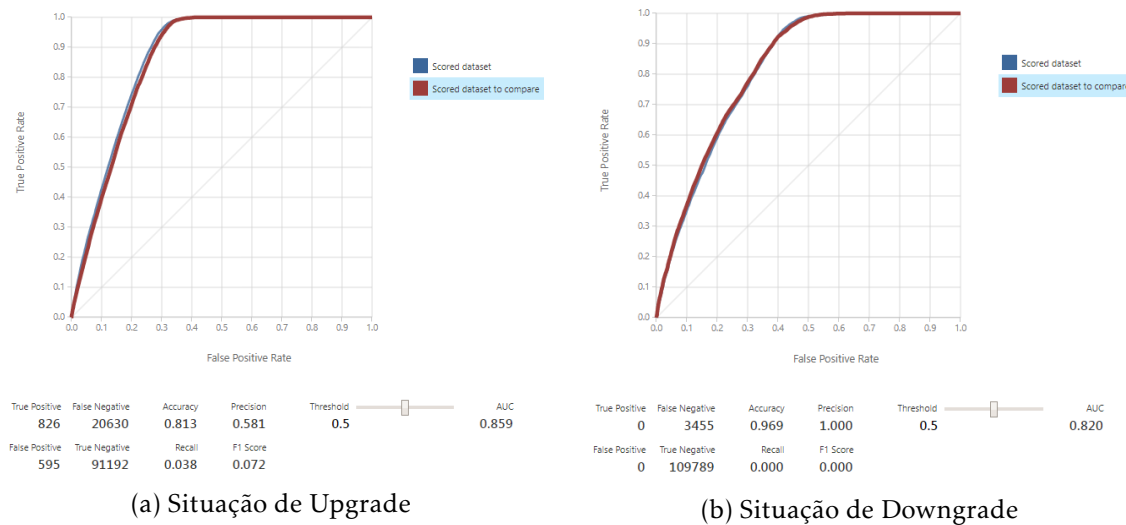 1.0
0.9
0.8
0.7
0.6
0.5
0.4
0.3
0.2
0.1
0.0
0.0 0.1 0.2 0.3 0.4 0.5 0.6 0.7 0.8 0.9 1.0
True Positive Rate
False Positive Rate
Scored dataset
Scored dataset to compare
True Positive False Negative Accuracy Precision Threshold AUC
826 20630 0.813 0.581 0.5 0.859
False Positive True Negative Recall F1 Score
595 91192 0.038 0.072
(a) Situação de Upgrade
1.0
0.9
0.8
0.7
0.6
0.5
0.4
0.3
0.2
0.1
0.0
0.0 0.1 0.2 0.3 0.4 0.5 0.6 0.7 0.8 0.9 1.0
True Positive Rate
False Positive Rate
Scored dataset
Scored dataset to compare
True Positive False Negative Accuracy Precision Threshold AUC
0 3455 0.969 1.000 0.5 0.820
False Positive True Negative Recall F1 Score
0 109789 0.000 0.000
(b) Situação de Downgrade